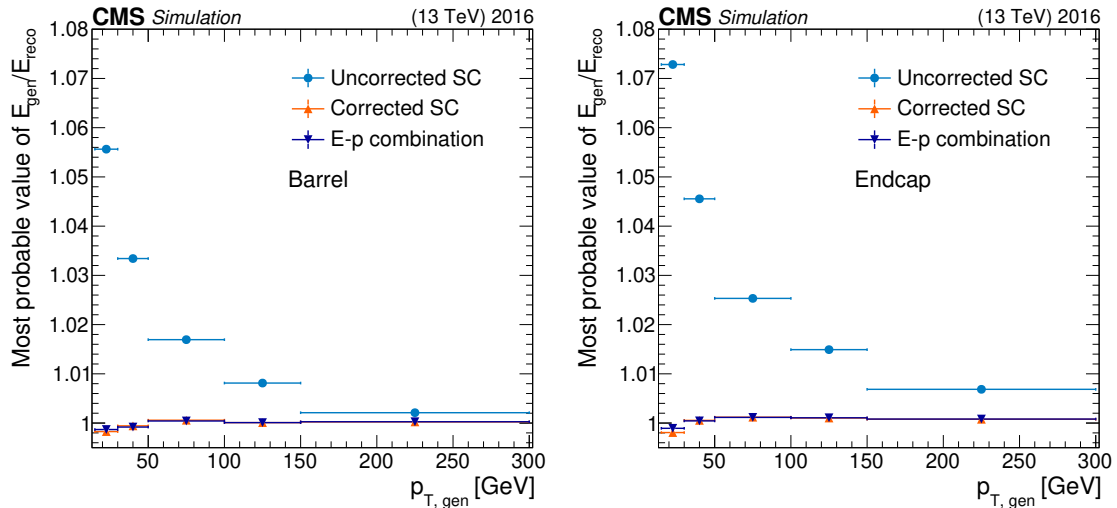 CMS Simulation (13 TeV) 2016
Most probable value of E_gen/E_reco
1.08
1.07
1.06
1.05
1.04
1.03
1.02
1.01
1
Uncorrected SC
Corrected SC
E-p combination
Barrel
50 100 150 200 250 300
p_T, gen [GeV]
CMS Simulation (13 TeV) 2016
Most probable value of E_gen/E_reco
1.08
1.07
1.06
1.05
1.04
1.03
1.02
1.01
1
Uncorrected SC
Corrected SC
E-p combination
Endcap
50 100 150 200 250 300
p_T, gen [GeV]